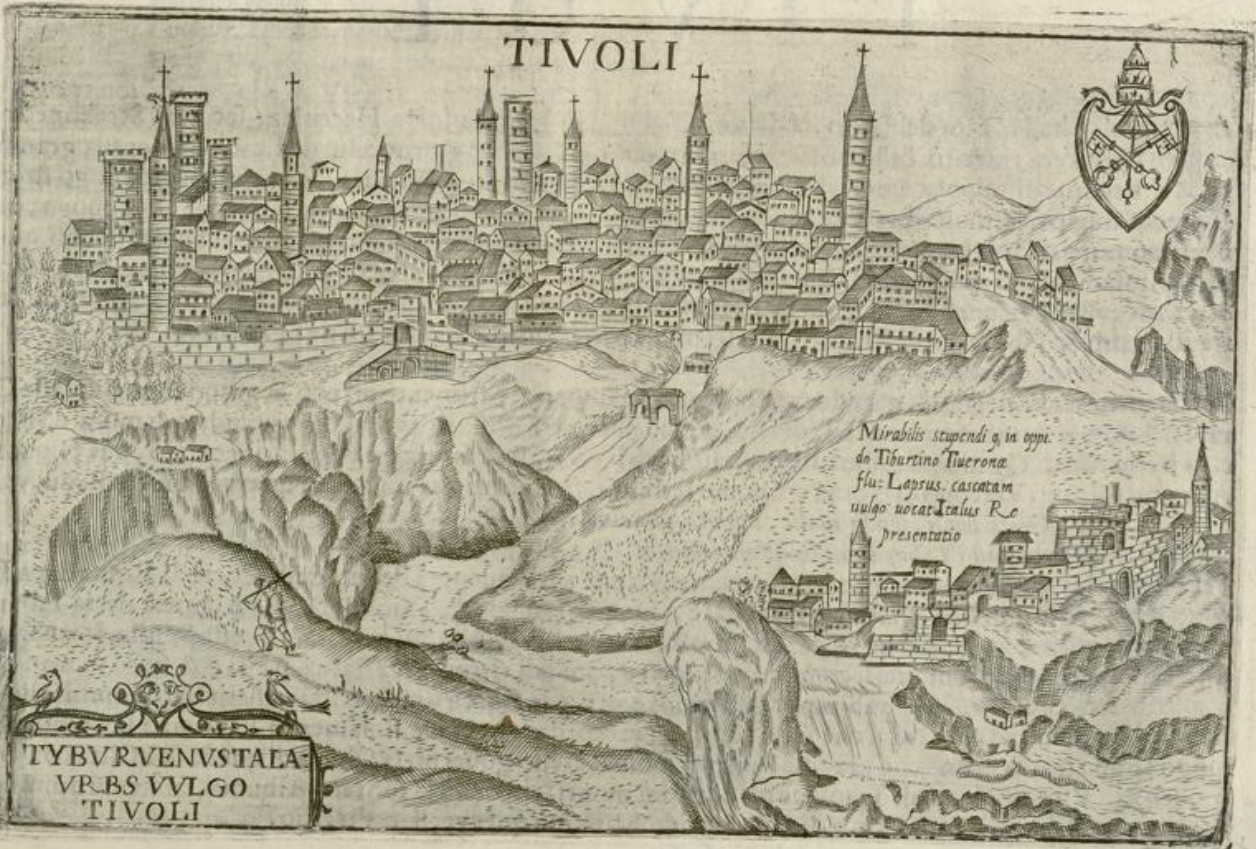 TIVOLI
Mirabilis stupendi q, in oppi:
do Tiburtino Tiveronæ
flu: Lapsus. cascatam
uulgo uocat Italus Re
presentatio
TYBVR VENVSTA LA
VRBS VVLGO
TIVOLI